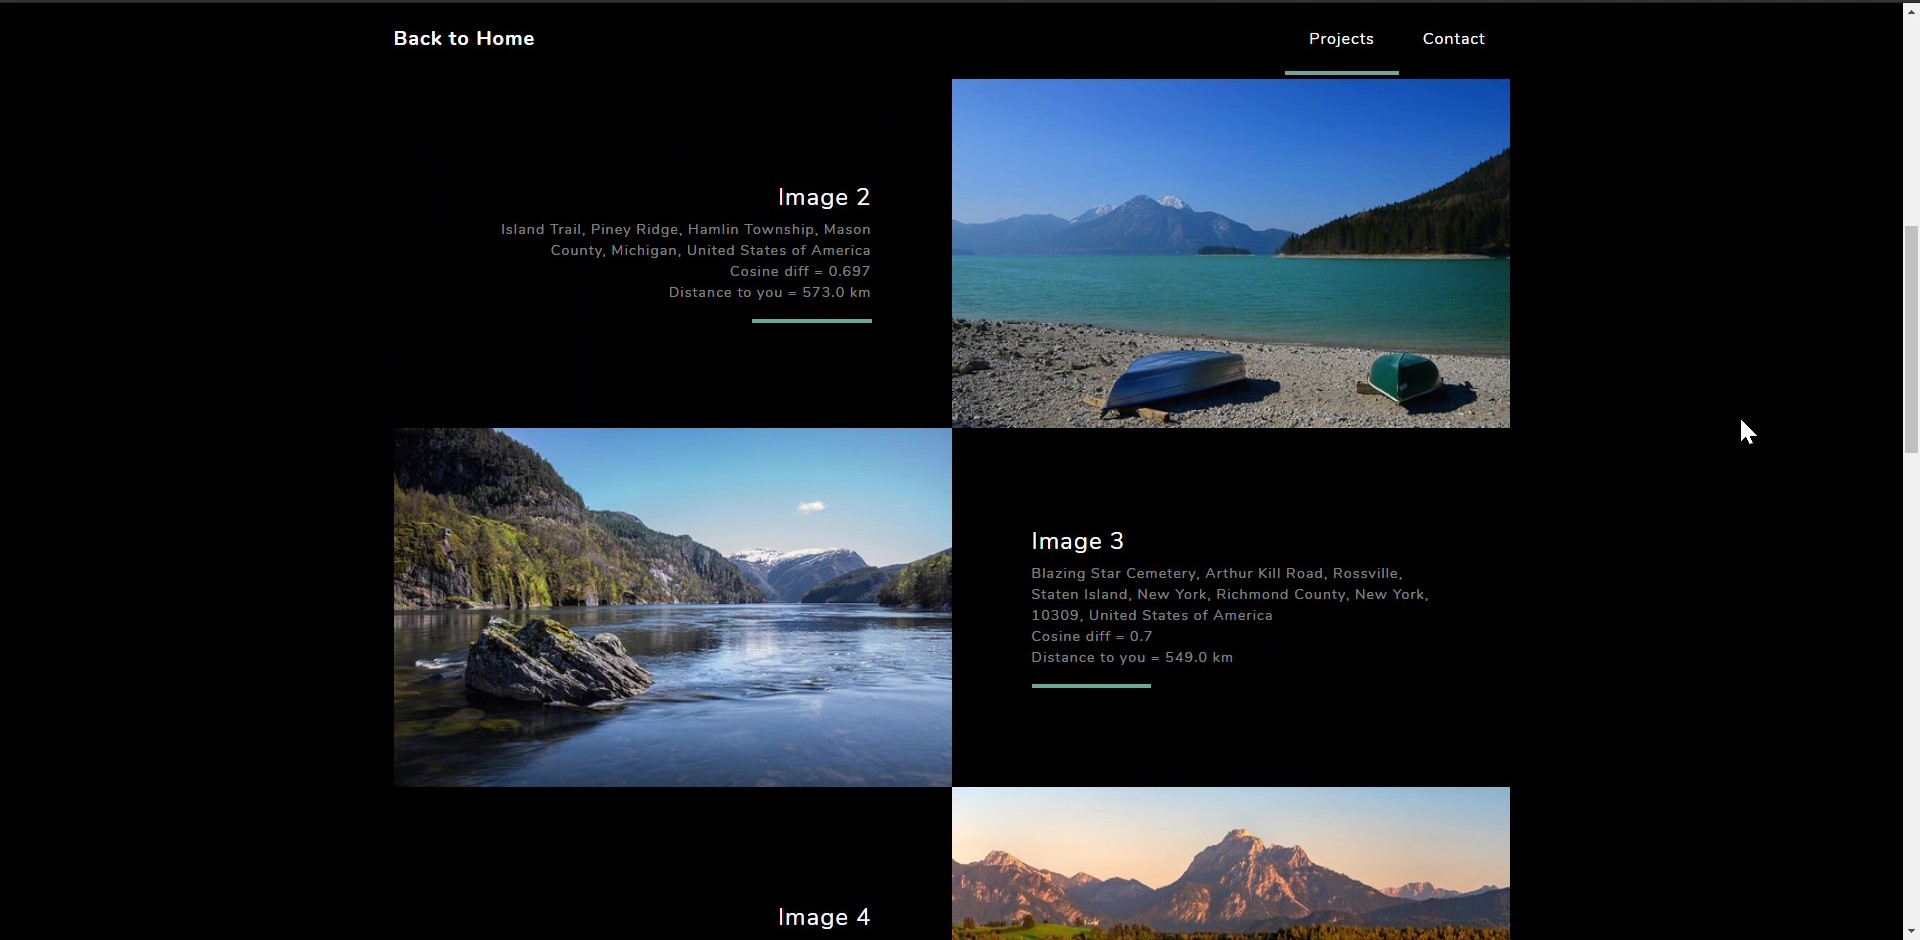 Back to Home
Projects
Contact
Image 2
Island Trail, Piney Ridge, Hamlin Township, Mason
County, Michigan, United States of America
Cosine diff = 0.697
Distance to you = 573.0 km
Image 3
Blazing Star Cemetery, Arthur Kill Road, Rossville,
Staten Island, New York, Richmond County, New York,
10309, United States of America
Cosine diff = 0.7
Distance to you = 549.0 km
Image 4